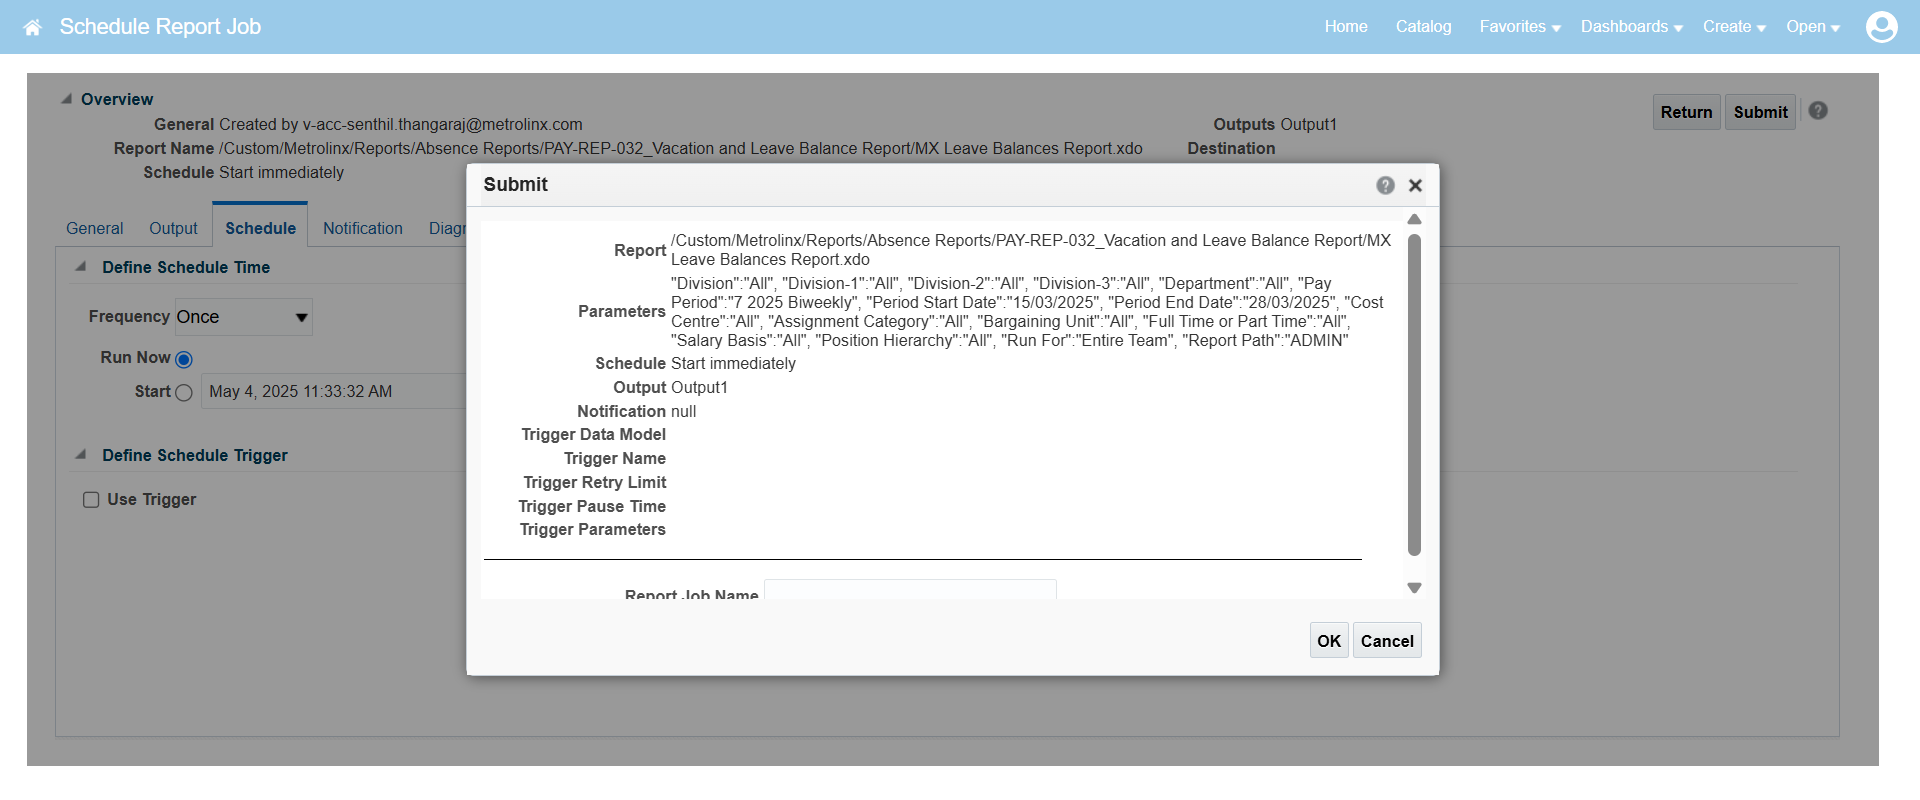 Schedule Report Job
Home Catalog Favorites Dashboards Create Open
Overview
General Created by v-acc-senthil.thangaraj@metrolinx.com
Outputs Output1
Return Submit
Report Name /Custom/Metrolinx/Reports/Absence Reports/PAY-REP-032_Vacation and Leave Balance Report/MX Leave Balances Report.xdo
Destination
Schedule Start immediately
General Output Schedule Notification Diagr
Define Schedule Time
Frequency Once
Run Now
Start May 4, 2025 11:33:32 AM
Define Schedule Trigger
Use Trigger
Submit
Report /Custom/Metrolinx/Reports/Absence Reports/PAY-REP-032_Vacation and Leave Balance Report/MX
Leave Balances Report.xdo
"Division":"All", "Division-1":"All", "Division-2":"All", "Division-3":"All", "Department":"All", "Pay
Parameters Period":"7 2025 Biweekly", "Period Start Date":"15/03/2025", "Period End Date":"28/03/2025", "Cost
Centre":"All", "Assignment Category":"All", "Bargaining Unit":"All", "Full Time or Part Time":"All",
"Salary Basis":"All", "Position Hierarchy":"All", "Run For":"Entire Team", "Report Path":"ADMIN"
Schedule Start immediately
Output Output1
Notification null
Trigger Data Model
Trigger Name
Trigger Retry Limit
Trigger Pause Time
Trigger Parameters
Report Job Name
OK Cancel